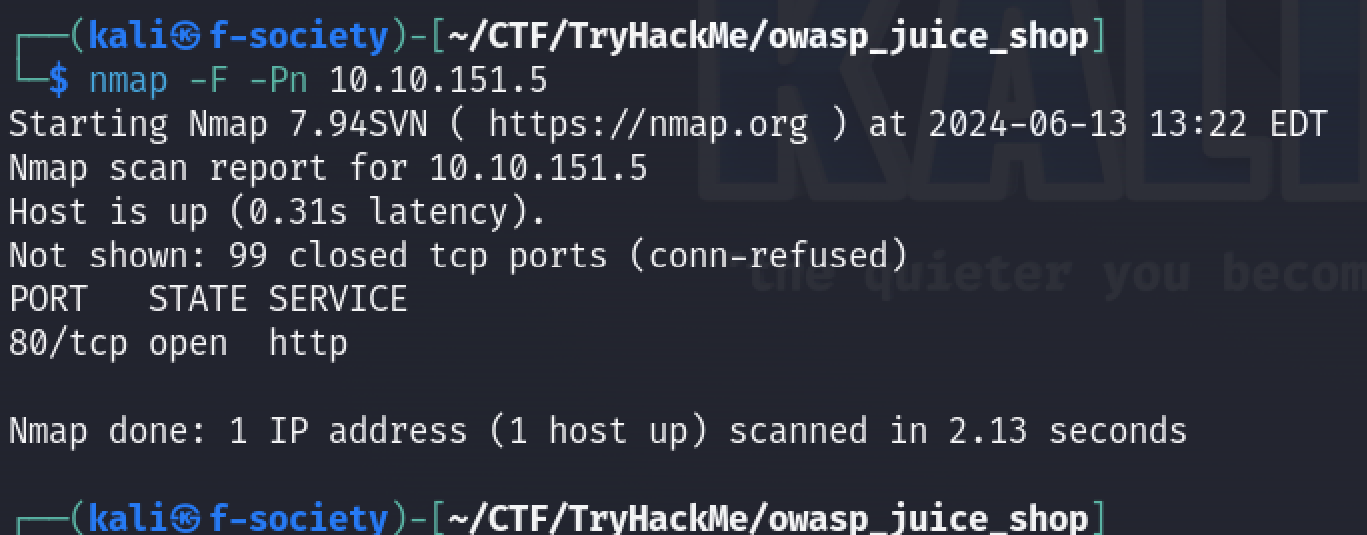 ┌──(kali㉿f-society)-[~/CTF/TryHackMe/owasp_juice_shop]
└─$ nmap -F -Pn 10.10.151.5
Starting Nmap 7.94SVN ( https://nmap.org ) at 2024-06-13 13:22 EDT
Nmap scan report for 10.10.151.5
Host is up (0.31s latency).
Not shown: 99 closed tcp ports (conn-refused)
PORT   STATE SERVICE
80/tcp open  http
Nmap done: 1 IP address (1 host up) scanned in 2.13 seconds
┌──(kali㉿f-society)-[~/CTF/TryHackMe/owasp_juice_shop]
KALI
the quieter you becom